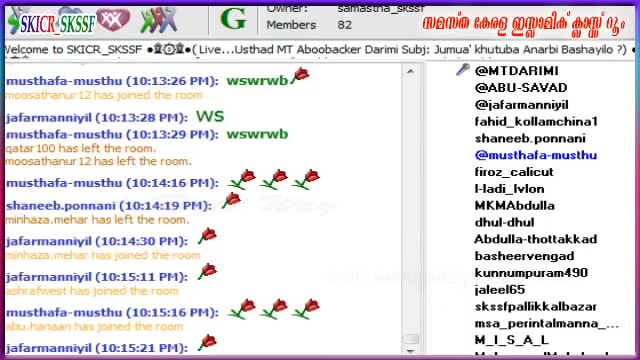 SKICR_SKSSF
G
Owner: samastha_skssf
Members 82
സമസ്ത കേരള ഇസ്ലാമിക് ക്ലാസ്സ് റൂം
Welcome to SKICR_SKSSF
( Live...Usthad MT Aboobacker Darimi Subj: Jumua' khutuba Anarbi Bashayilo ?)
musthafa-musthu (10:13:26 PM): wswrwb
moosathanur12 has joined the room
jafarmanniyil (10:13:28 PM): WS
musthafa-musthu (10:13:29 PM): wswrwb
qatar100 has left the room.
moosathanur12 has left the room.
musthafa-musthu (10:14:16 PM):
shaneeb.ponnani (10:14:19 PM):
minhaza.mehar has left the room.
jafarmanniyil (10:14:30 PM):
minhaza.mehar has joined the room
jafarmanniyil (10:15:11 PM):
ashrafwest has joined the room
musthafa-musthu (10:15:16 PM):
abu.hanaan has joined the room
jafarmanniyil (10:15:21 PM):
@MTDARIMI
@ABU-SAVAD
@jafarmanniyil
fahid_kollamchina1
shaneeb.ponnani
@musthafa-musthu
firoz_calicut
I-ladi_lvlon
MKMAbdulla
dhul-dhul
Abdulla-thottakkad
basheervengad
kunnumpuram490
jaleel65
skssfpallikkalbazar
msa_perintalmanna_...
M_I_S_A_L